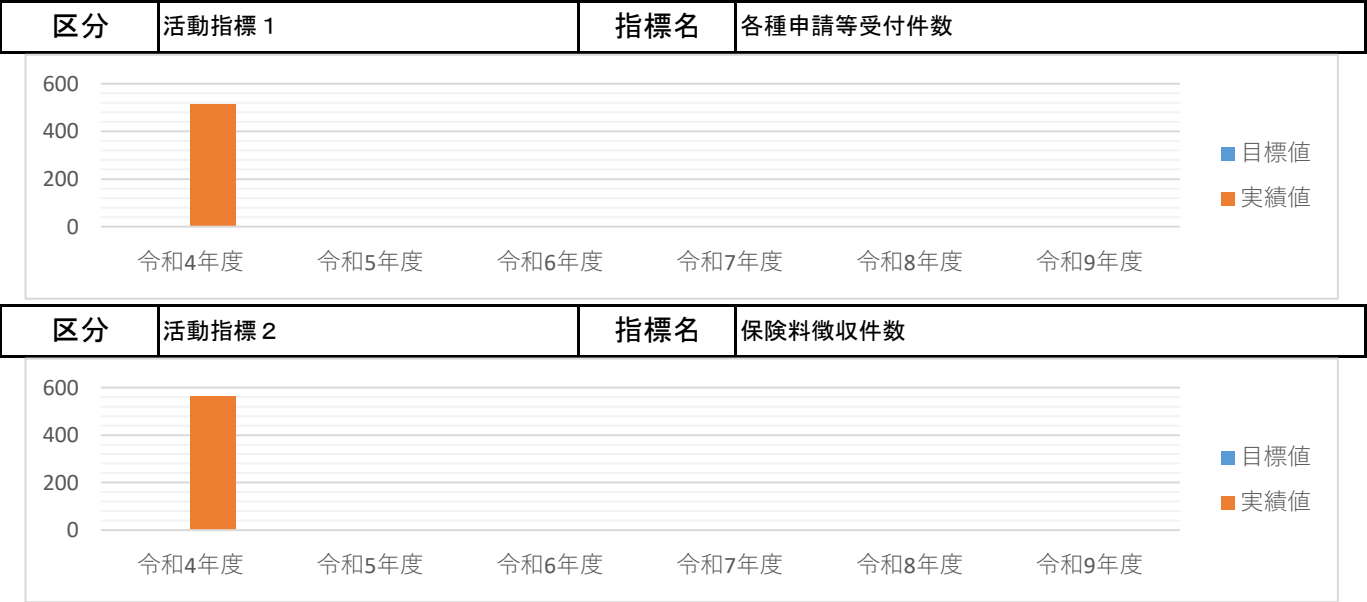 区分 活動指標１ 指標名 各種申請等受付件数
600
400
200
0
令和4年度 令和5年度 令和6年度 令和7年度 令和8年度 令和9年度
目標値
実績値
区分 活動指標２ 指標名 保険料徴収件数
600
400
200
0
令和4年度 令和5年度 令和6年度 令和7年度 令和8年度 令和9年度
目標値
実績値